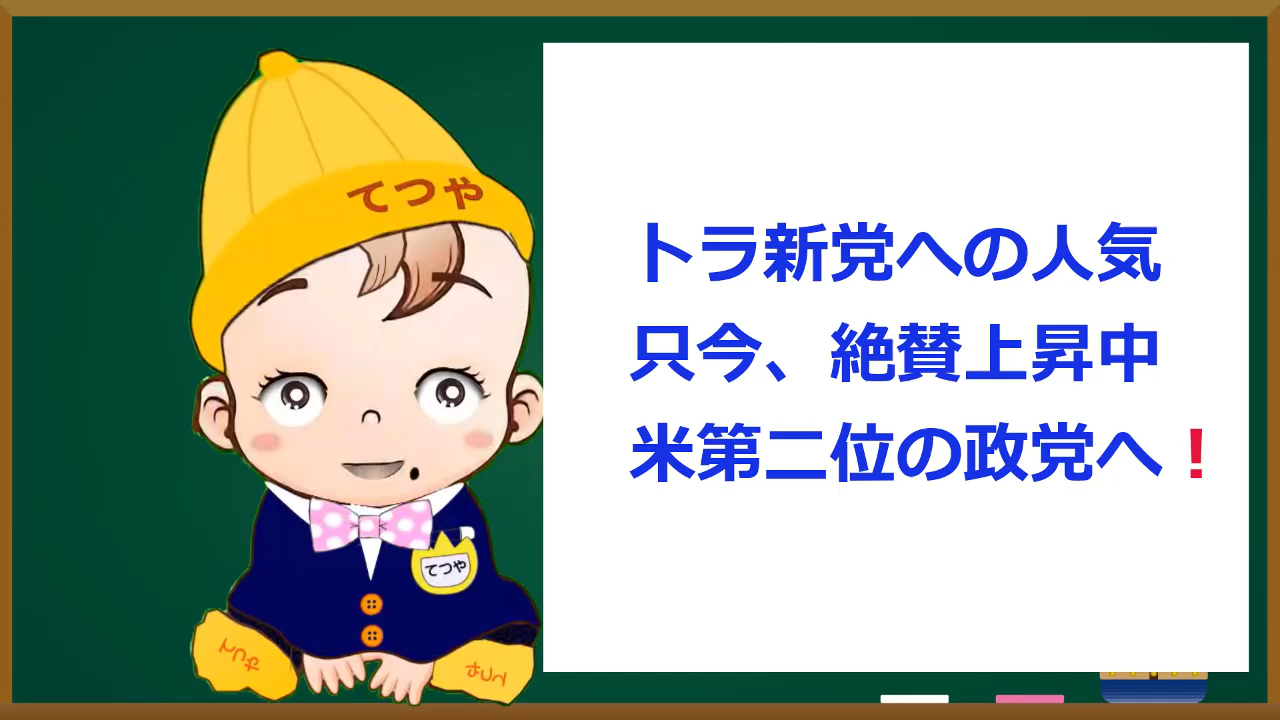 てつや
トラ新党への人気
只今、絶賛上昇中
米第二位の政党へ！
てつや